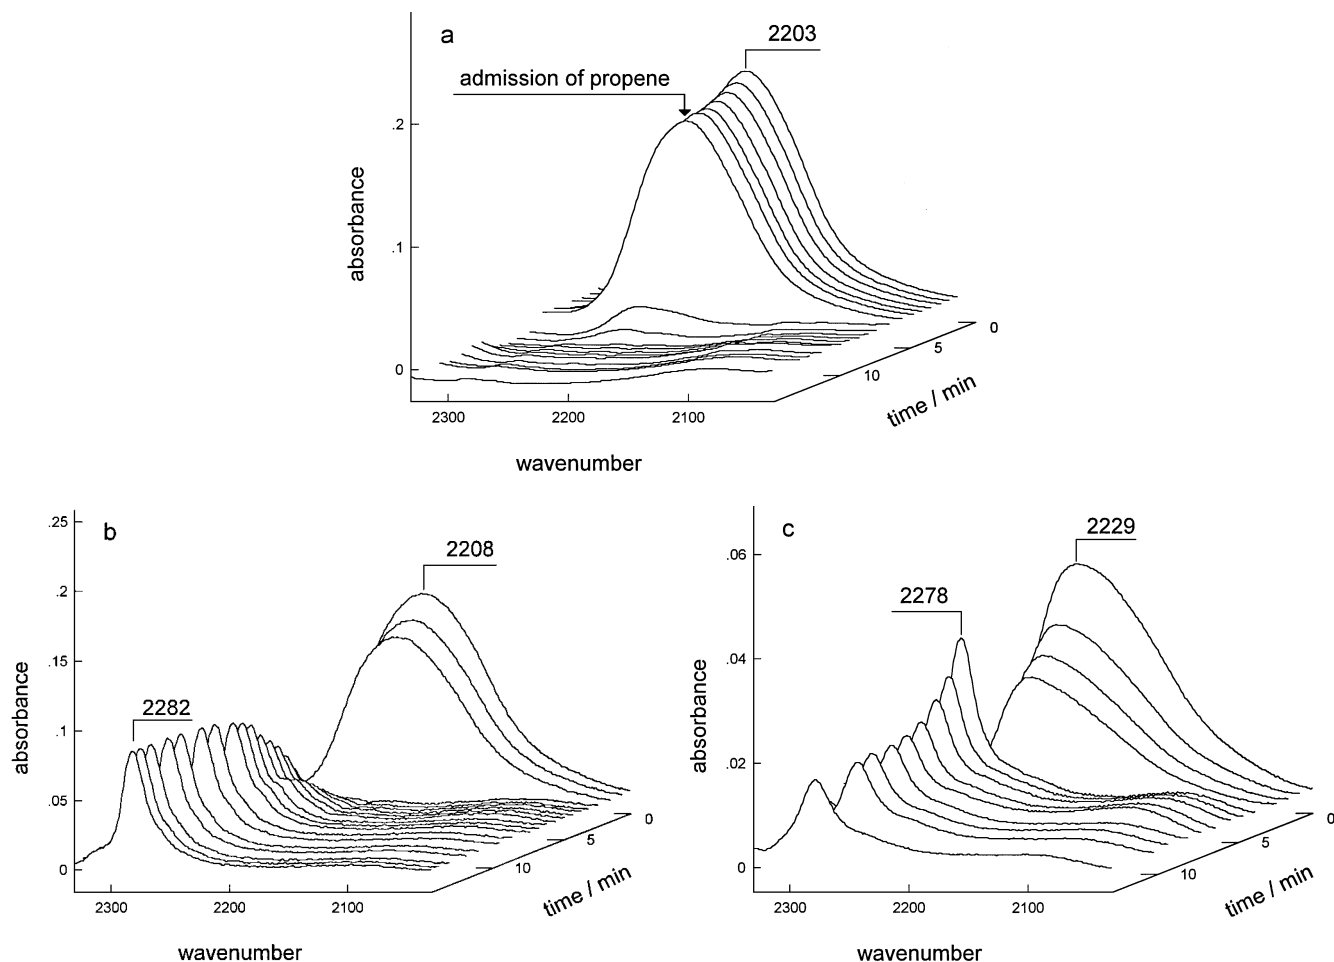 a
2203
admission of propene
.2
.1
0
absorbance
2300
2200
2100
0
5
10
time / min
wavenumber
b
2208
2282
.25
.2
.15
.1
.05
0
absorbance
2300
2200
2100
0
5
10
time / min
wavenumber
c
2229
2278
.06
.04
.02
0
absorbance
2300
2200
2100
0
5
10
time / min
wavenumber